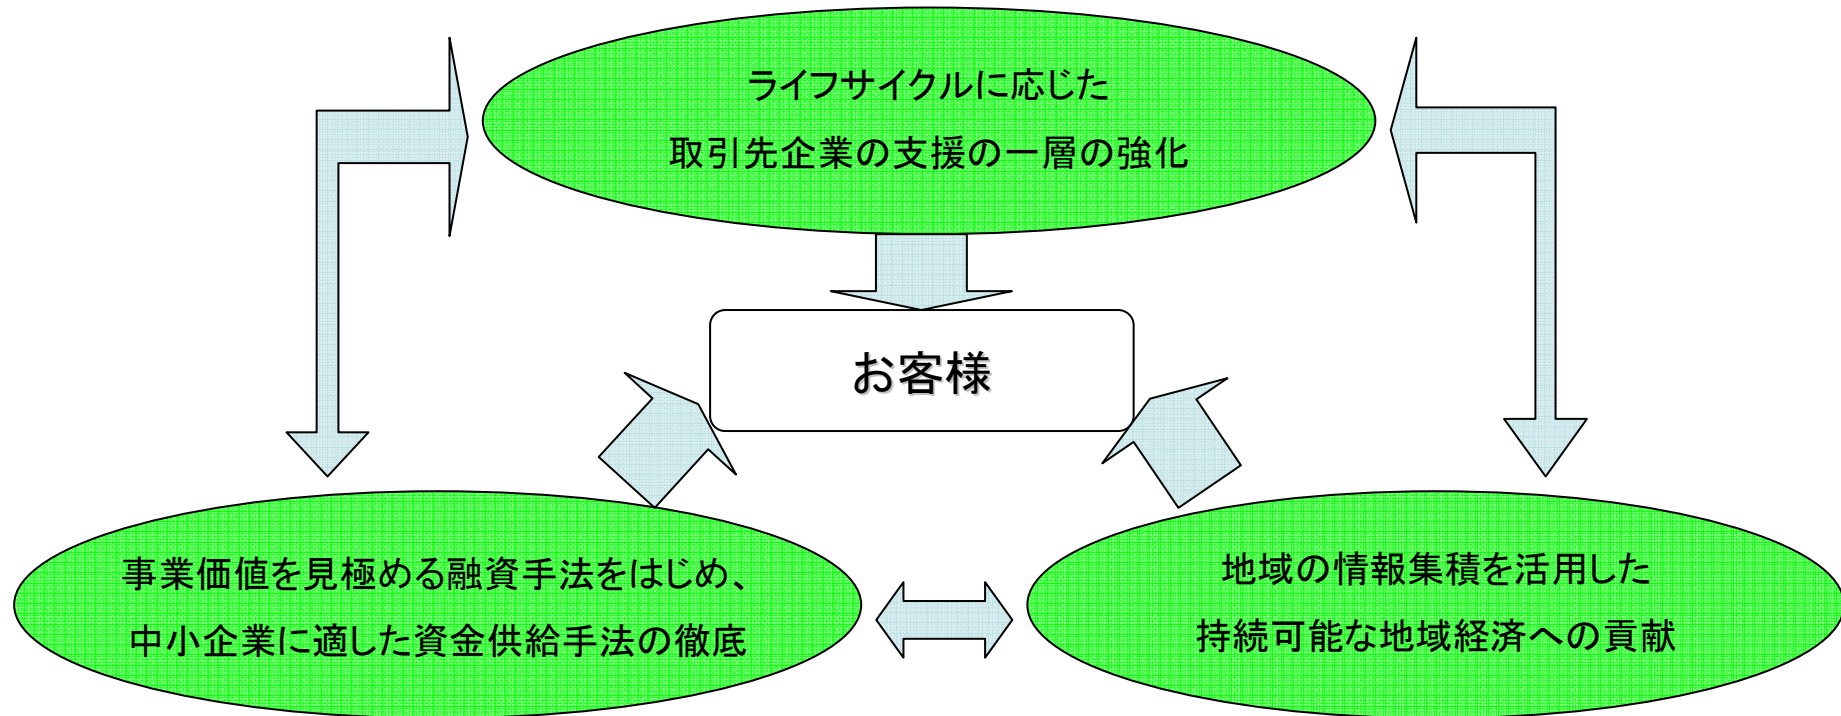 ライフサイクルに応じた
取引先企業の支援の一層の強化
お客様
事業価値を見極める融資手法をはじめ、
中小企業に適した資金供給手法の徹底
地域の情報集積を活用した
持続可能な地域経済への貢献